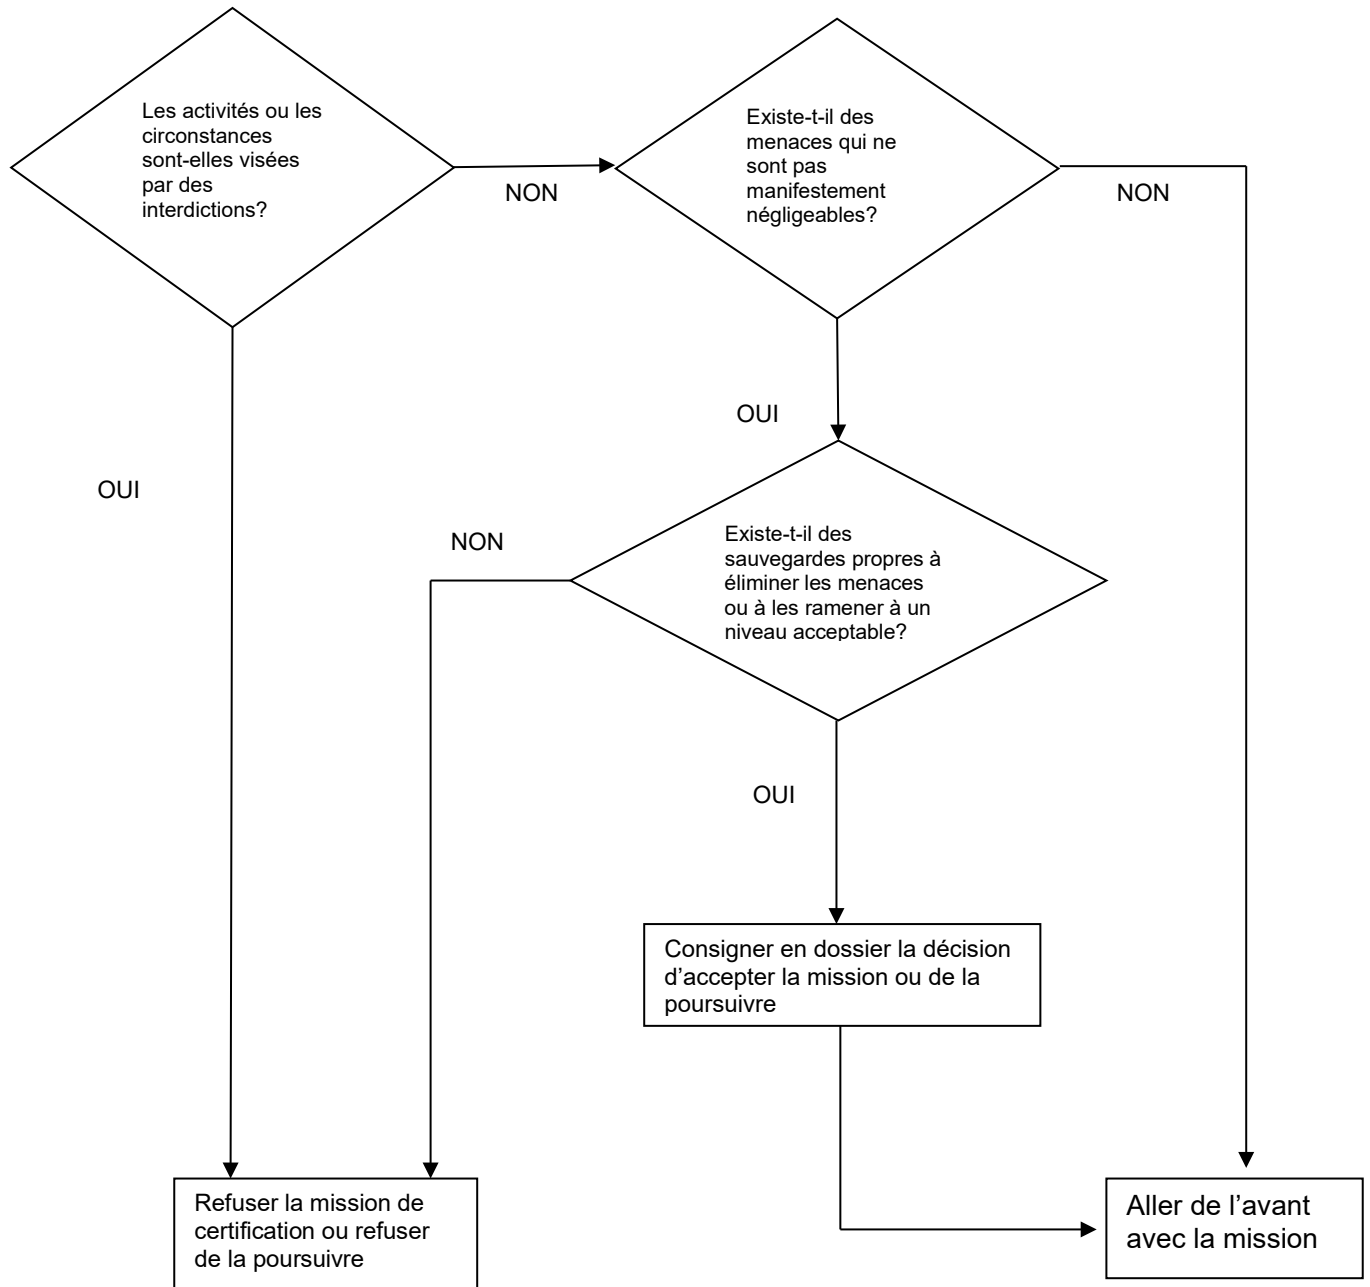 Les activités ou les
circonstances
sont-elles visées
par des
interdictions?
NON
Existe-t-il des
menaces qui ne
sont pas
manifestement
négligeables?
NON
OUI
OUI
NON
Existe-t-il des
sauvegardes propres à
éliminer les menaces
ou à les ramener à un
niveau acceptable?
OUI
Consigner en dossier la décision
d’accepter la mission ou de la
poursuivre
Refuser la mission de
certification ou refuser
de la poursuivre
Aller de l’avant
avec la mission